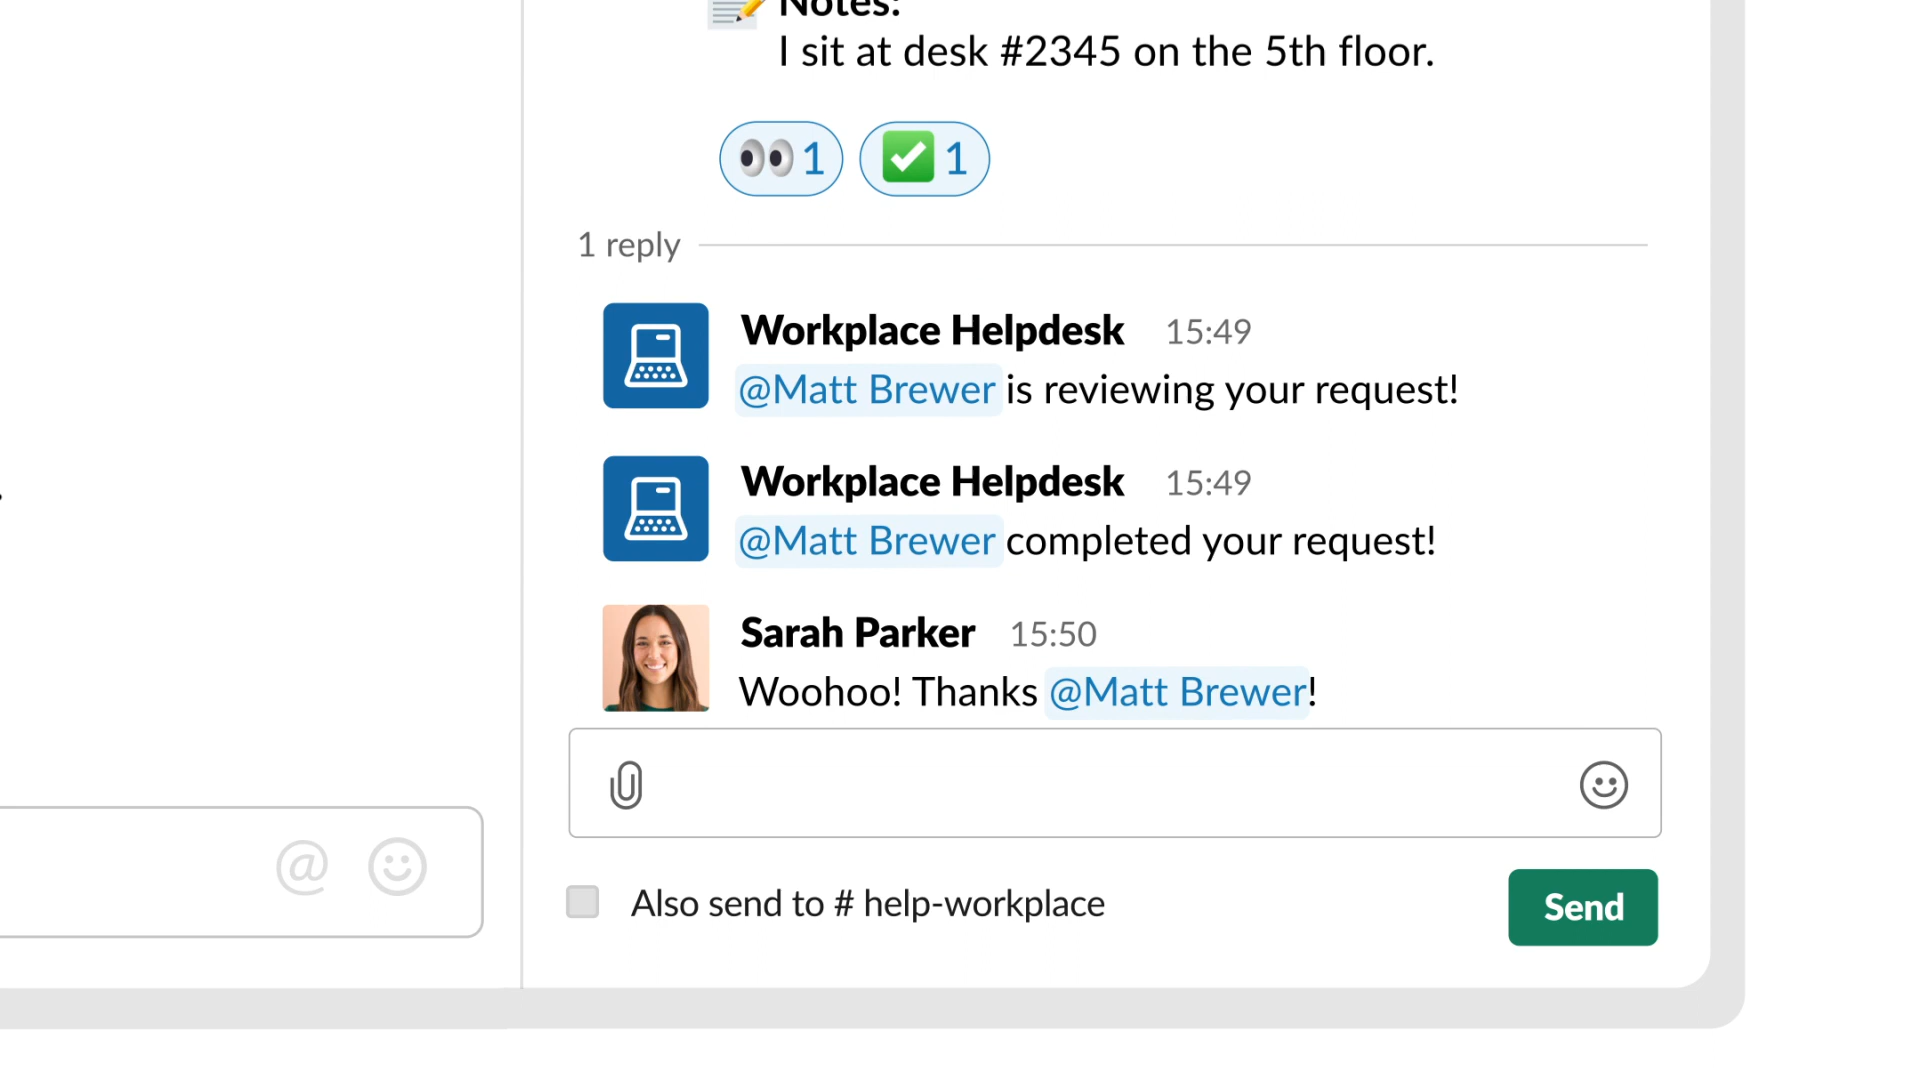 Notes:
I sit at desk #2345 on the 5th floor.
1 1
1 reply
Workplace Helpdesk 15:49
@Matt Brewer is reviewing your request!
Workplace Helpdesk 15:49
@Matt Brewer completed your request!
Sarah Parker 15:50
Woohoo! Thanks @Matt Brewer!
@
Also send to # help-workplace
Send